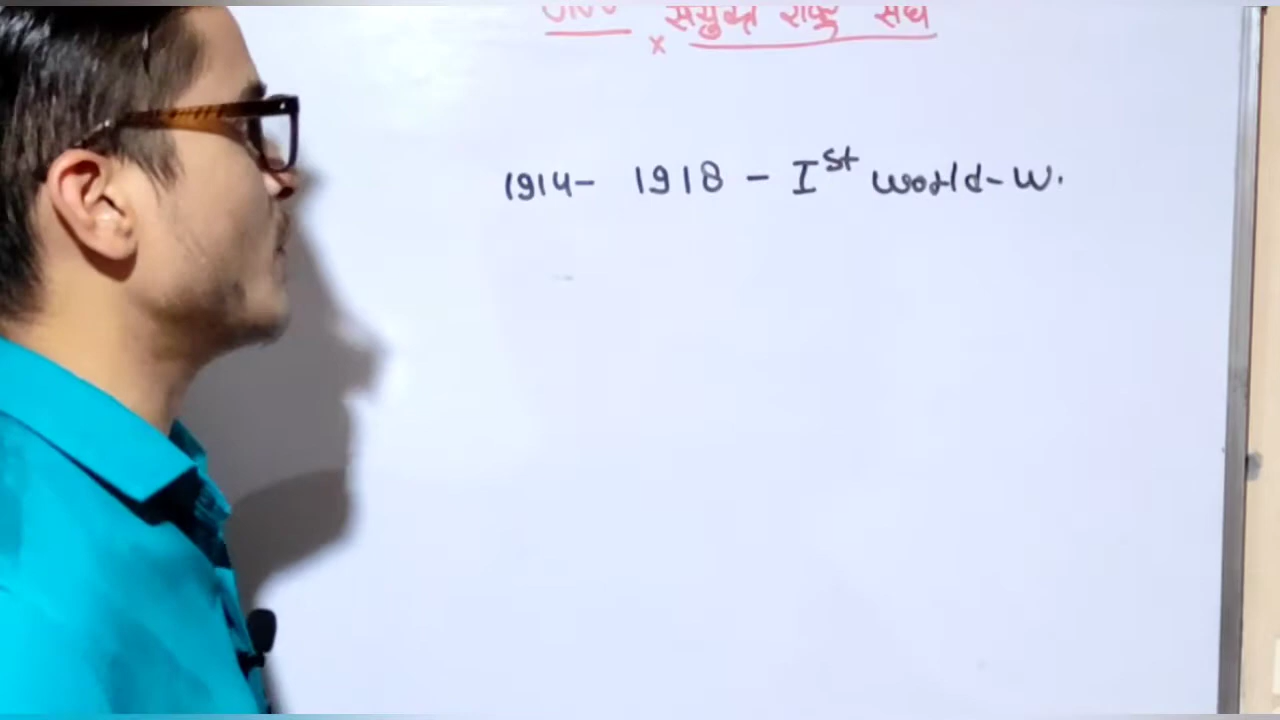 × संयुक्त राष्ट्र संघ
1914- 1918 - Iˢᵗ world-W.